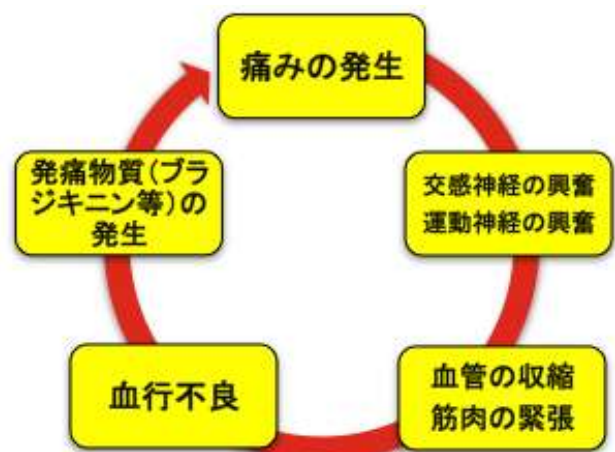 痛みの発生
交感神経の興奮
運動神経の興奮
血管の収縮
筋肉の緊張
血行不良
発痛物質（ブラ
ジキニン等）の
発生